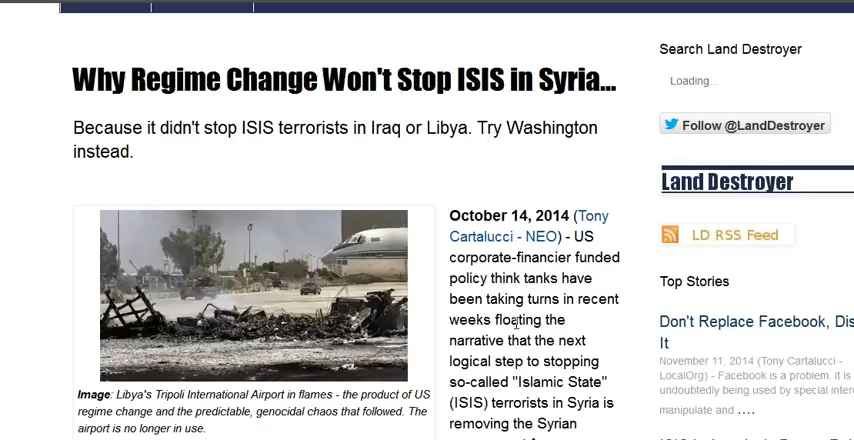 Why Regime Change Won't Stop ISIS in Syria...
Because it didn't stop ISIS terrorists in Iraq or Libya. Try Washington
instead.
Image: Libya's Tripoli International Airport in flames - the product of US
regime change and the predictable, genocidal chaos that followed. The
airport is no longer in use.
October 14, 2014 (Tony
Cartalucci - NEO) - US
corporate-financier funded
policy think tanks have
been taking turns in recent
weeks floating the
narrative that the next
logical step to stopping
so-called "Islamic State"
(ISIS) terrorists in Syria is
removing the Syrian
Search Land Destroyer
Loading...
Follow @LandDestroyer
Land Destroyer
LD RSS Feed
Top Stories
Don't Replace Facebook, Dis
It
November 11, 2014 (Tony Cartalucci -
LocalOrg) - Facebook is a problem. It is
undoubtedly being used by special inter
manipulate and ....